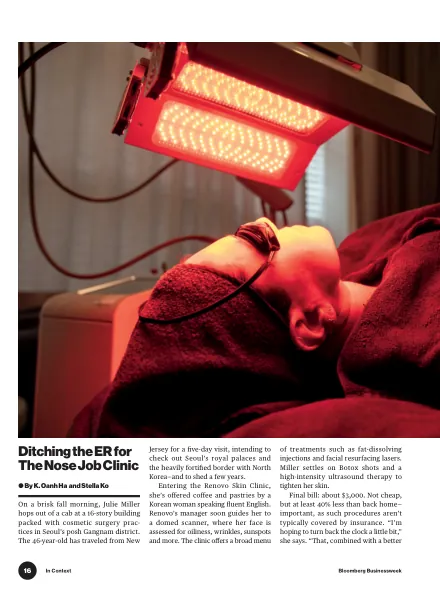 Ditching the ER for
The Nose Job Clinic
● By K. Oanh Ha and Stella Ko
On a brisk fall morning, Julie Miller
hops out of a cab at a 16-story building
packed with cosmetic surgery prac-
tices in Seoul's posh Gangnam district.
The 46-year-old has traveled from New
Jersey for a five-day visit, intending to
check out Seoul's royal palaces and
the heavily fortified border with North
Korea—and to shed a few years.
Entering the Renovo Skin Clinic,
she's offered coffee and pastries by a
Korean woman speaking fluent English.
Renovo's manager soon guides her to
a domed scanner, where her face is
assessed for oiliness, wrinkles, sunspots
and more. The clinic offers a broad menu
of treatments such as fat-dissolving
injections and facial resurfacing lasers.
Miller settles on Botox shots and a
high-intensity ultrasound therapy to
tighten her skin.
Final bill: about $3,000. Not cheap,
but at least 40% less than back home—
important, as such procedures aren't
typically covered by insurance. "I'm
hoping to turn back the clock a little bit,"
she says. "That, combined with a better
16
In Context
Bloomberg Businessweek